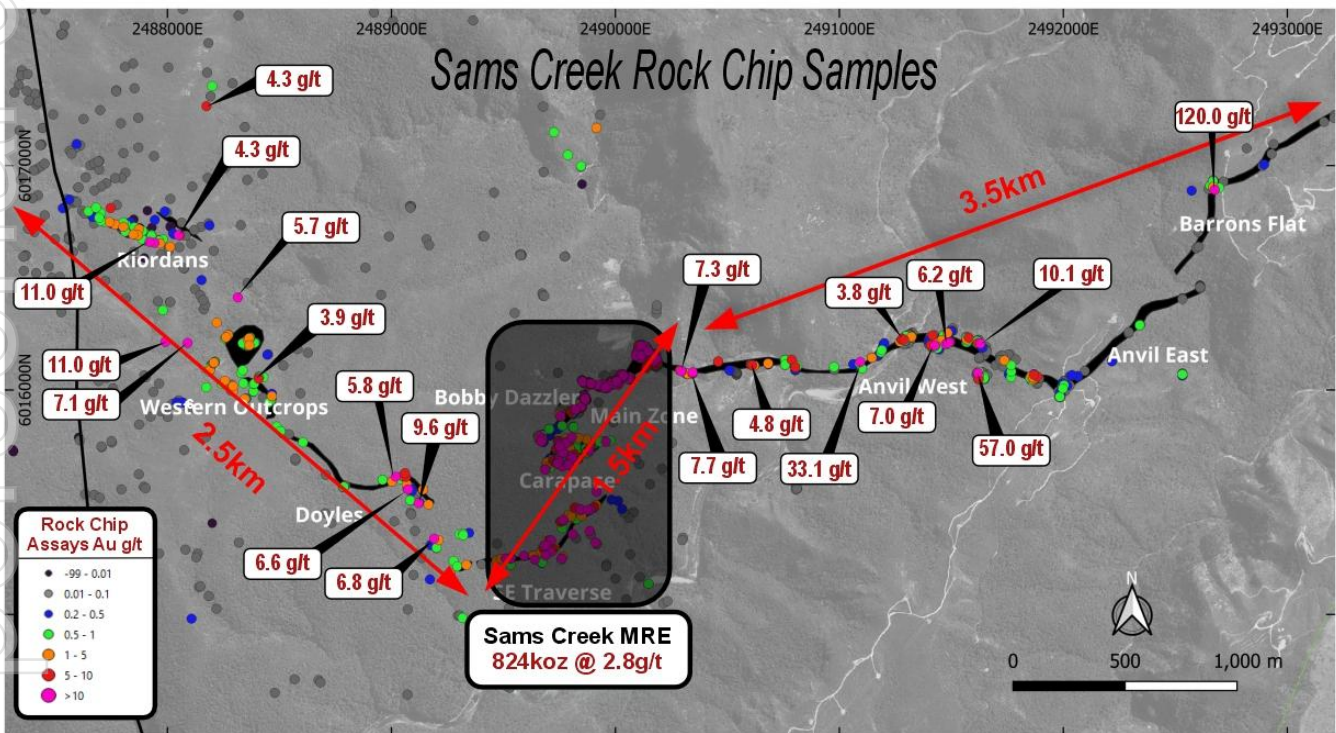 2488000E
2489000E
2490000E
2491000E
2492000E
2493000E
Sams Creek Rock Chip Samples
4.3 g/t
120.0 g/t
6017000N
4.3 g/t
3.5km
5.7 g/t
Barrons Flat
Riordans
7.3 g/t
6.2 g/t
10.1 g/t
11.0 g/t
3.8 g/t
3.9 g/t
11.0 g/t
Anvil East
6016000N
5.8 g/t
Anvil West
7.1 g/t
Western Outcrops
Bobby Dazzler
Main Zone
7.0 g/t
9.6 g/t
4.8 g/t
2.5km
5km
7.7 g/t
33.1 g/t
57.0 g/t
Carapace
Doyles
Rock Chip
Assays Au g/t
-99 - 0.01
0.01 - 0.1
0.2 - 0.5
0.5 - 1
1 - 5
5 - 10
>10
6.6 g/t
6.8 g/t
SE Traverse
Sams Creek MRE
824koz @ 2.8g/t
N
0
500
1,000 m